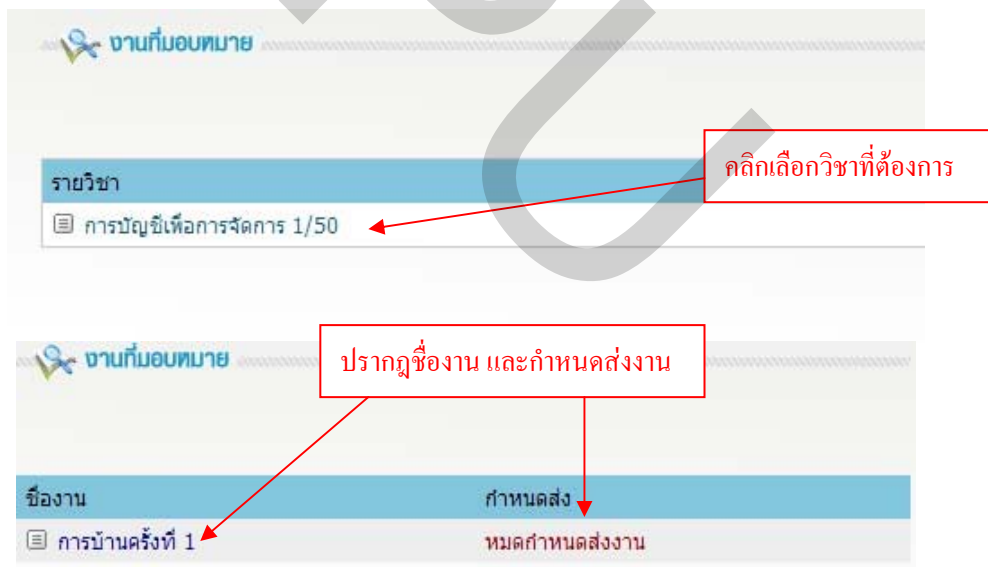 งานที่มอบหมาย
คลิกเลือกวิชาที่ต้องการ
รายวิชา
การบัญชีเพื่อการจัดการ 1/50
งานที่มอบหมาย
ปรากฎชื่องาน และกำหนดส่งงาน
ชื่องาน กำหนดส่ง
การบ้านครั้งที่ 1 หมดกำหนดส่งงาน